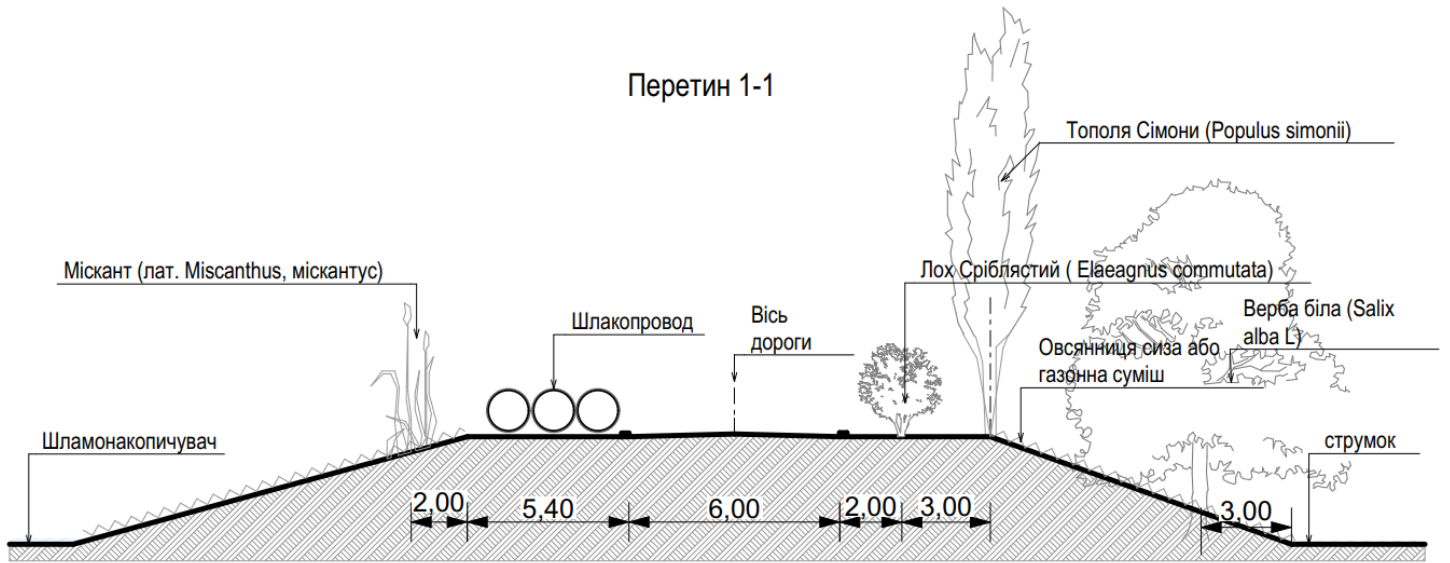 Перетин 1-1
Тополя Сімони (Populus simonii)
Міскант (лат. Miscanthus, міскантус)
Лох Сріблястий ( Elaeagnus commutata)
Шлакопровод
Вісь
дороги
Верба біла (Salix
alba L)
Овсянниця сиза або
газонна суміш
Шламонакопичувач
струмок
2,00
5,40
6,00
2,00
3,00
3,00